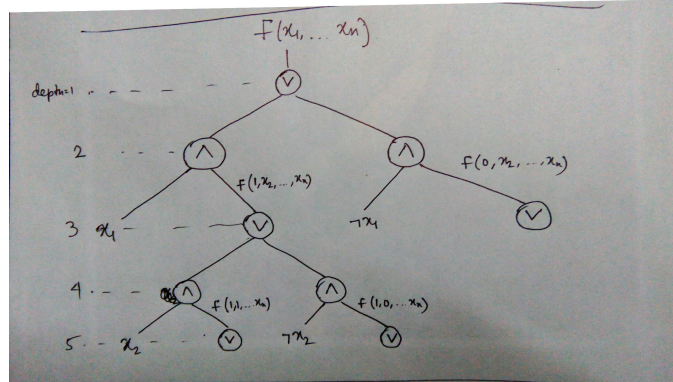 f(x₁, ... xₙ)
depth=1 ∨
2 ∧ ∧ f(0, x₂, ..., xₙ)
f(1, x₂, ..., xₙ)
3 x₁ ∨ ¬x₁ ∨
4 ∧ f(1,1,...xₙ) ∧ f(1,0,...xₙ)
5 x₂ ∨ ¬x₂ ∨